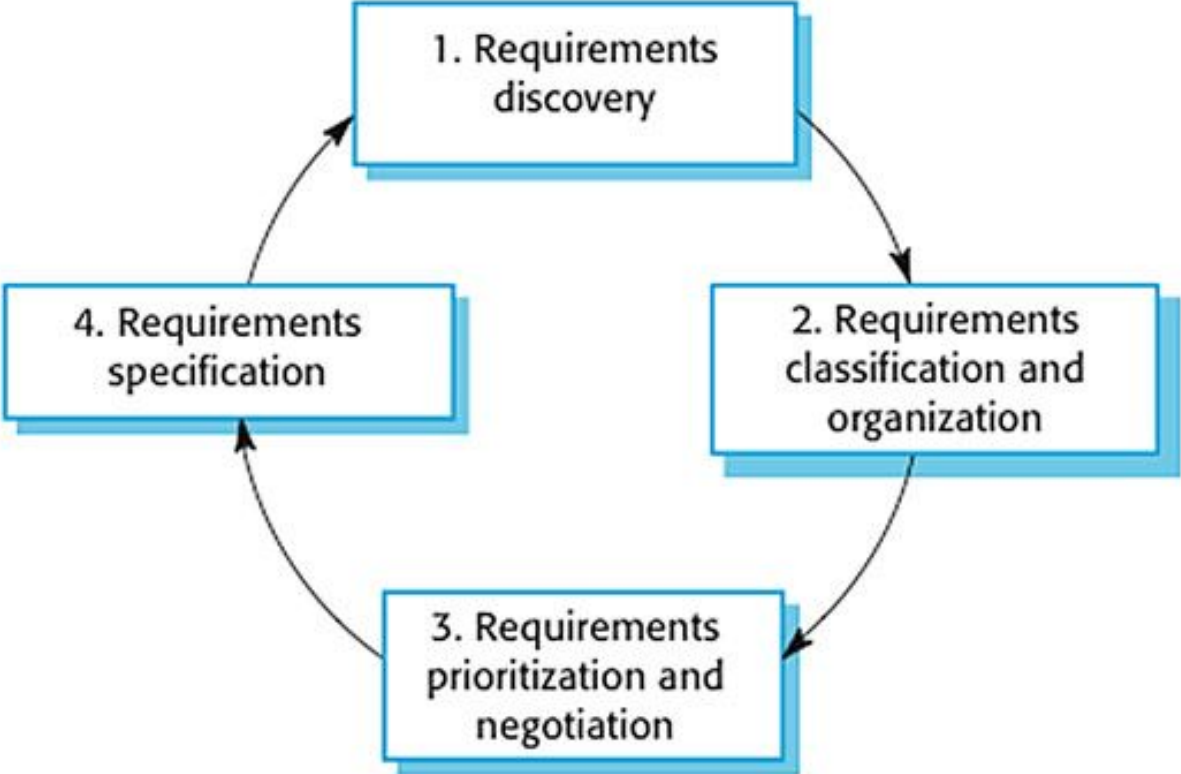 1. Requirements
discovery
2. Requirements
classification and
organization
3. Requirements
prioritization and
negotiation
4. Requirements
specification